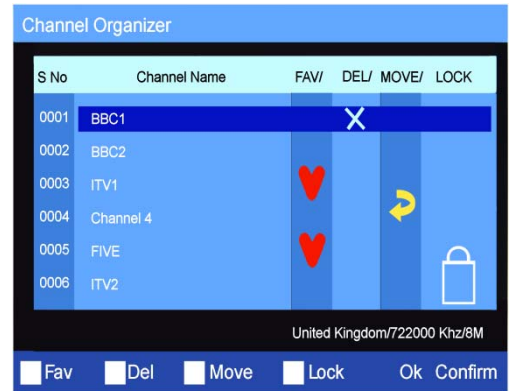 Channel Organizer
S No Channel Name FAV/ DEL/ MOVE/ LOCK
0001 BBC1
0002 BBC2
0003 ITV1
0004 Channel 4
0005 FIVE
0006 ITV2
United Kingdom/722000 Khz/8M
Fav Del Move Lock Ok Confirm